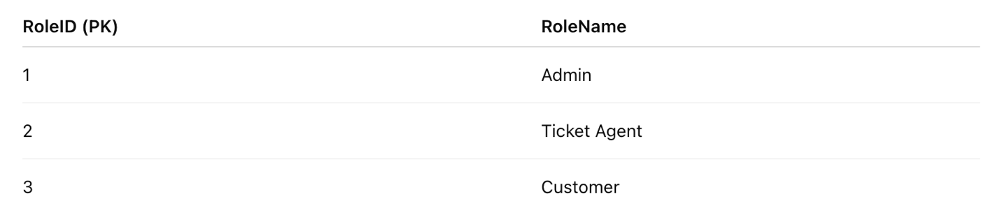 RoleID (PK) RoleName
1 Admin
2 Ticket Agent
3 Customer